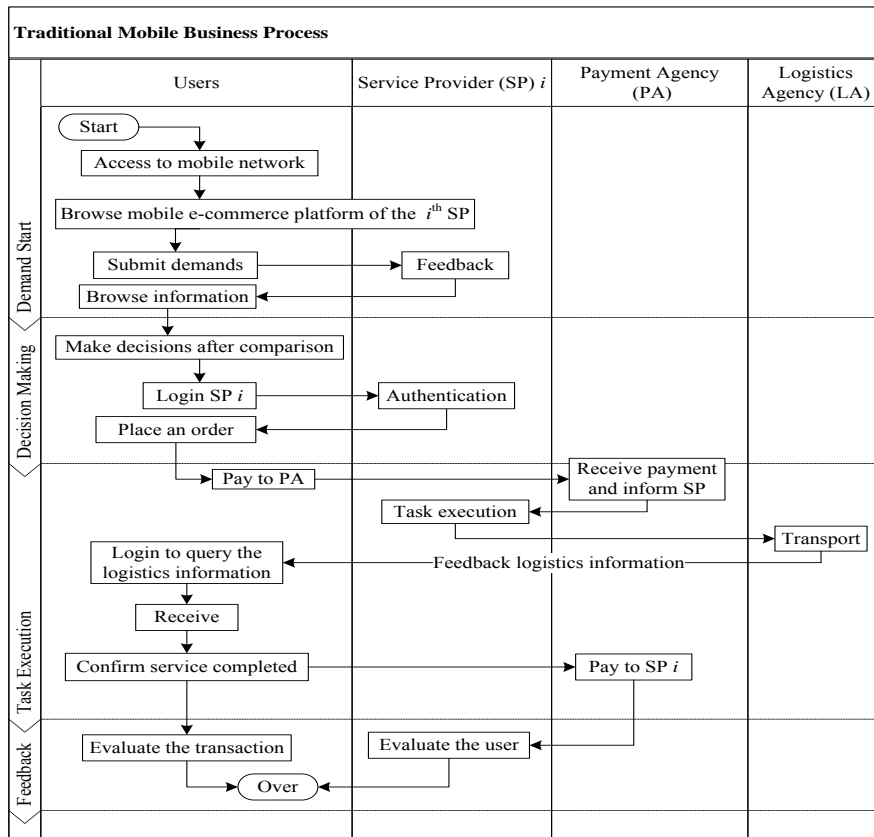 Traditional Mobile Business Process
Users
Service Provider (SP) i
Payment Agency
(PA)
Logistics
Agency (LA)
Demand Start
Start
Access to mobile network
Browse mobile e-commerce platform of the i th SP
Submit demands
Feedback
Browse information
Decision Making
Make decisions after comparison
Login SP i
Authentication
Place an order
Task Execution
Pay to PA
Receive payment
and inform SP
Task execution
Transport
Login to query the
logistics information
Feedback logistics information
Receive
Confirm service completed
Pay to SP i
Feedback
Evaluate the transaction
Evaluate the user
Over